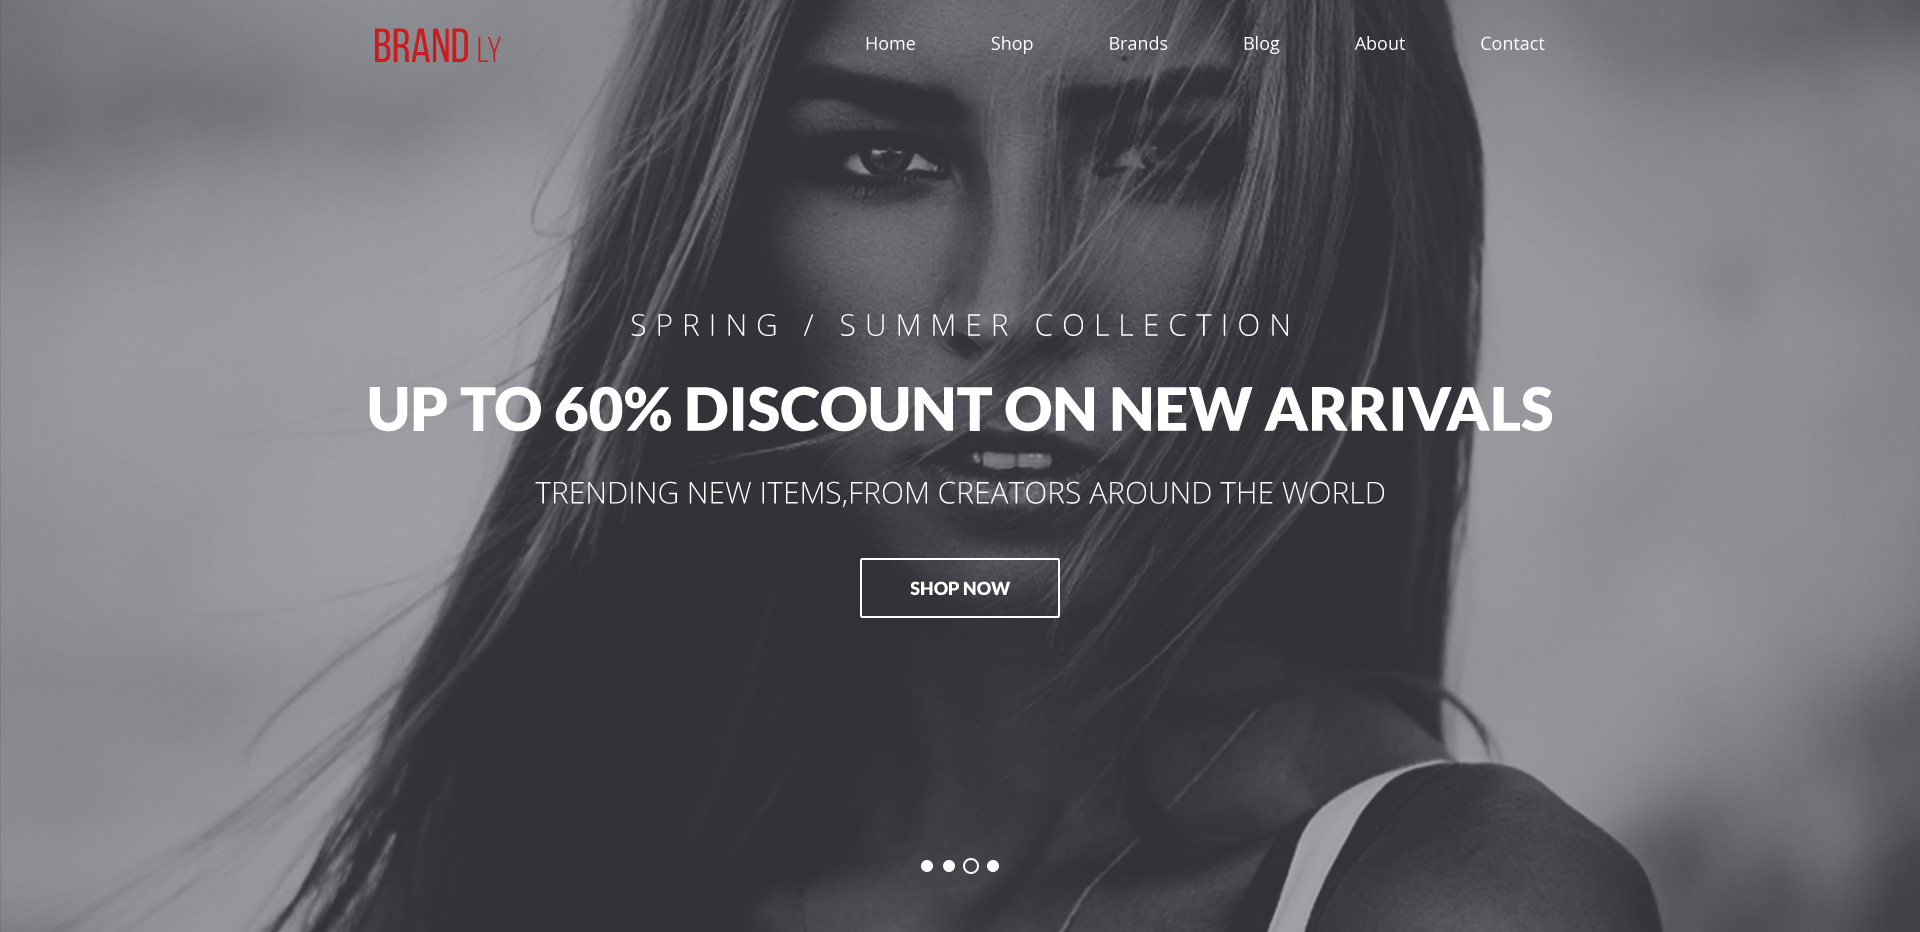 BRAND LY
Home Shop Brands Blog About Contact
SPRING / SUMMER COLLECTION
UP TO 60% DISCOUNT ON NEW ARRIVALS
TRENDING NEW ITEMS,FROM CREATORS AROUND THE WORLD
SHOP NOW